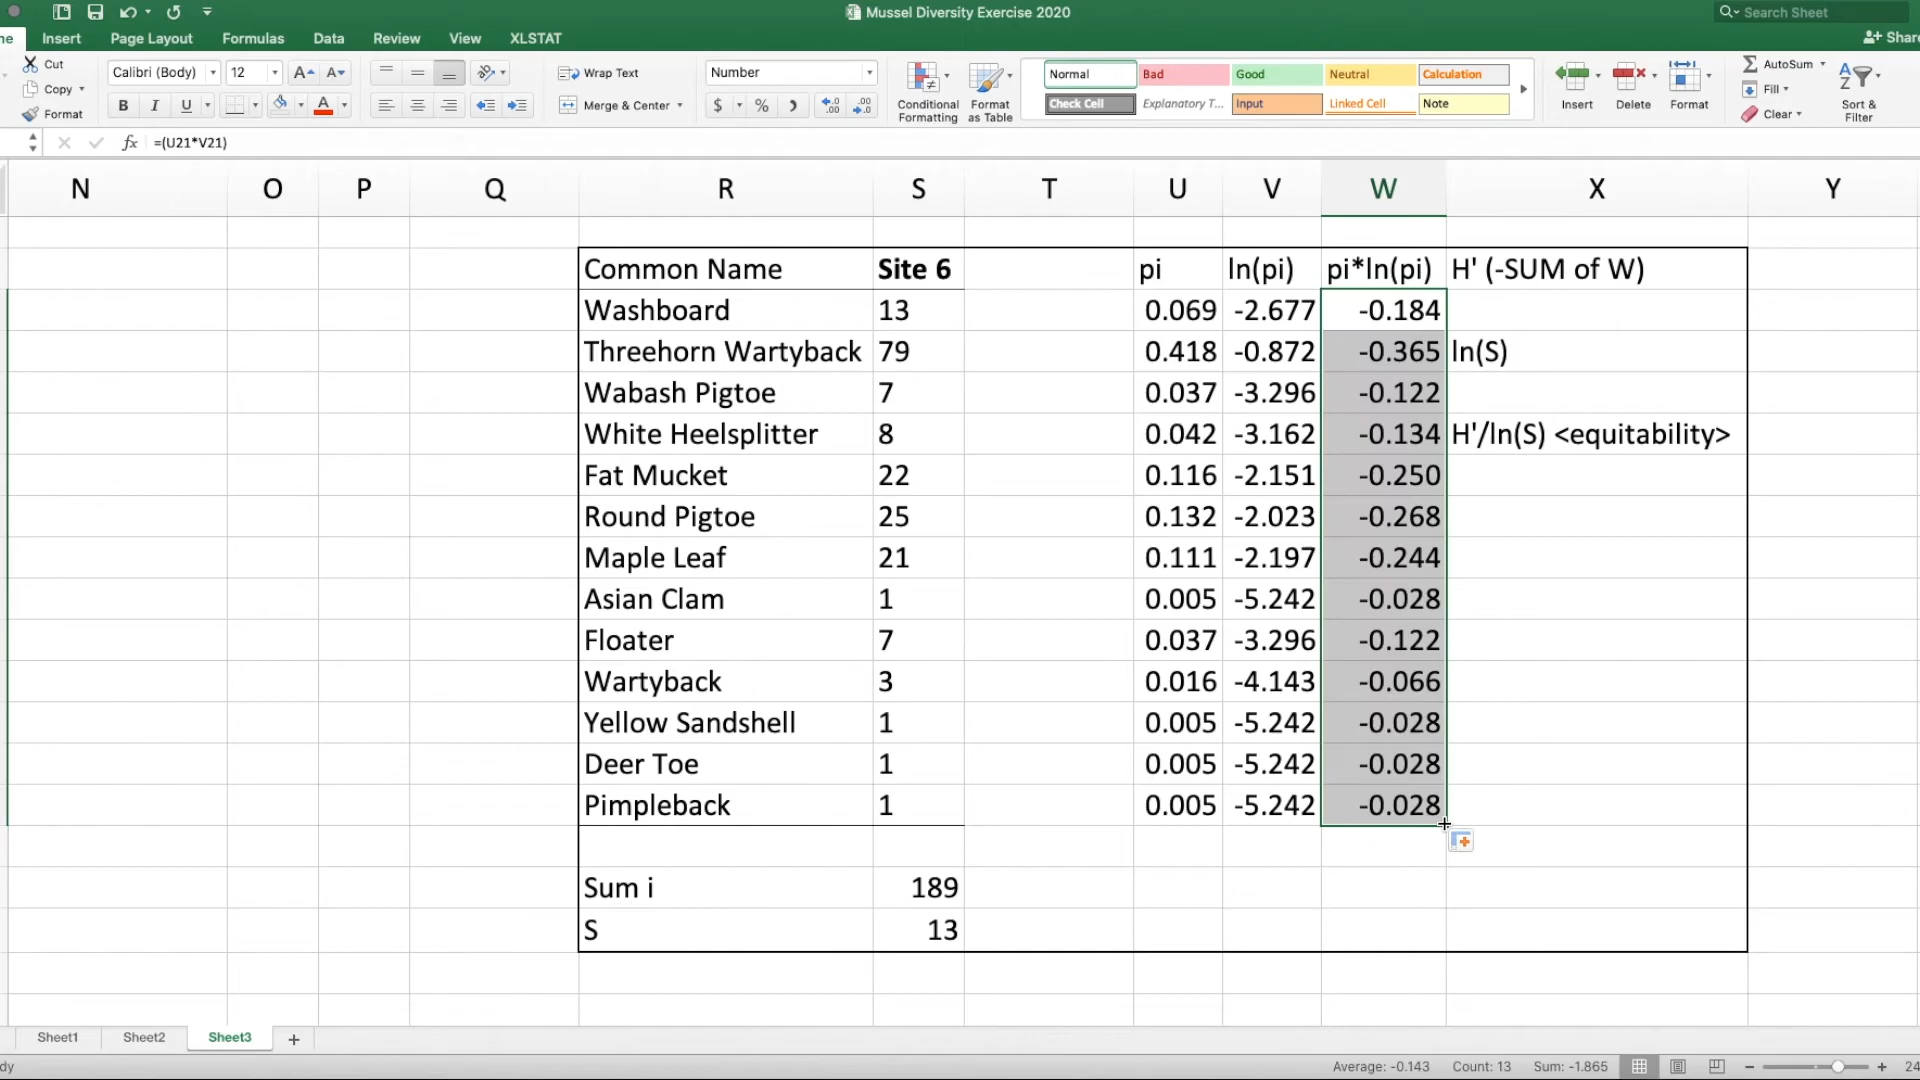 Mussel Diversity Exercise 2020
Search Sheet
ne Insert Page Layout Formulas Data Review View XLSTAT
Share
Cut
Copy
Format
Calibri (Body) 12
Wrap Text
Merge & Center
Number
Conditional Formatting
Format as Table
Normal Bad Good Neutral Calculation
Check Cell Explanatory T... Input Linked Cell Note
Insert Delete Format
AutoSum
Fill
Clear
Sort & Filter
fx =(U21*V21)
N O P Q R S T U V W X Y
Common Name Site 6 pi ln(pi) pi*ln(pi) H' (-SUM of W)
Washboard 13 0.069 -2.677 -0.184
Threehorn Wartyback 79 0.418 -0.872 -0.365 ln(S)
Wabash Pigtoe 7 0.037 -3.296 -0.122
White Heelsplitter 8 0.042 -3.162 -0.134 H'/ln(S) <equitability>
Fat Mucket 22 0.116 -2.151 -0.250
Round Pigtoe 25 0.132 -2.023 -0.268
Maple Leaf 21 0.111 -2.197 -0.244
Asian Clam 1 0.005 -5.242 -0.028
Floater 7 0.037 -3.296 -0.122
Wartyback 3 0.016 -4.143 -0.066
Yellow Sandshell 1 0.005 -5.242 -0.028
Deer Toe 1 0.005 -5.242 -0.028
Pimpleback 1 0.005 -5.242 -0.028
Sum i 189
S 13
Sheet1 Sheet2 Sheet3 +
dy Average: -0.143 Count: 13 Sum: -1.865 24